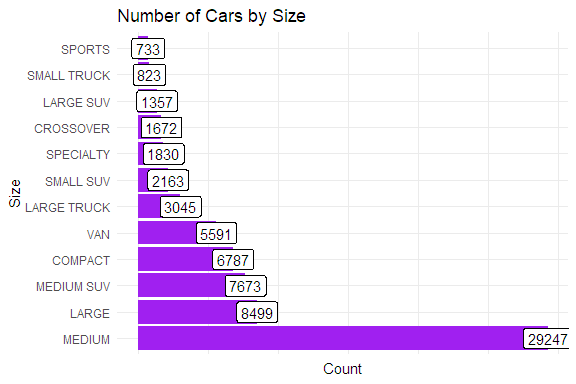 Number of Cars by Size
SPORTS 733
SMALL TRUCK 823
LARGE SUV 1357
CROSSOVER 1672
SPECIALTY 1830
SMALL SUV 2163
LARGE TRUCK 3045
VAN 5591
COMPACT 6787
MEDIUM SUV 7673
LARGE 8499
MEDIUM 29247
Size
Count